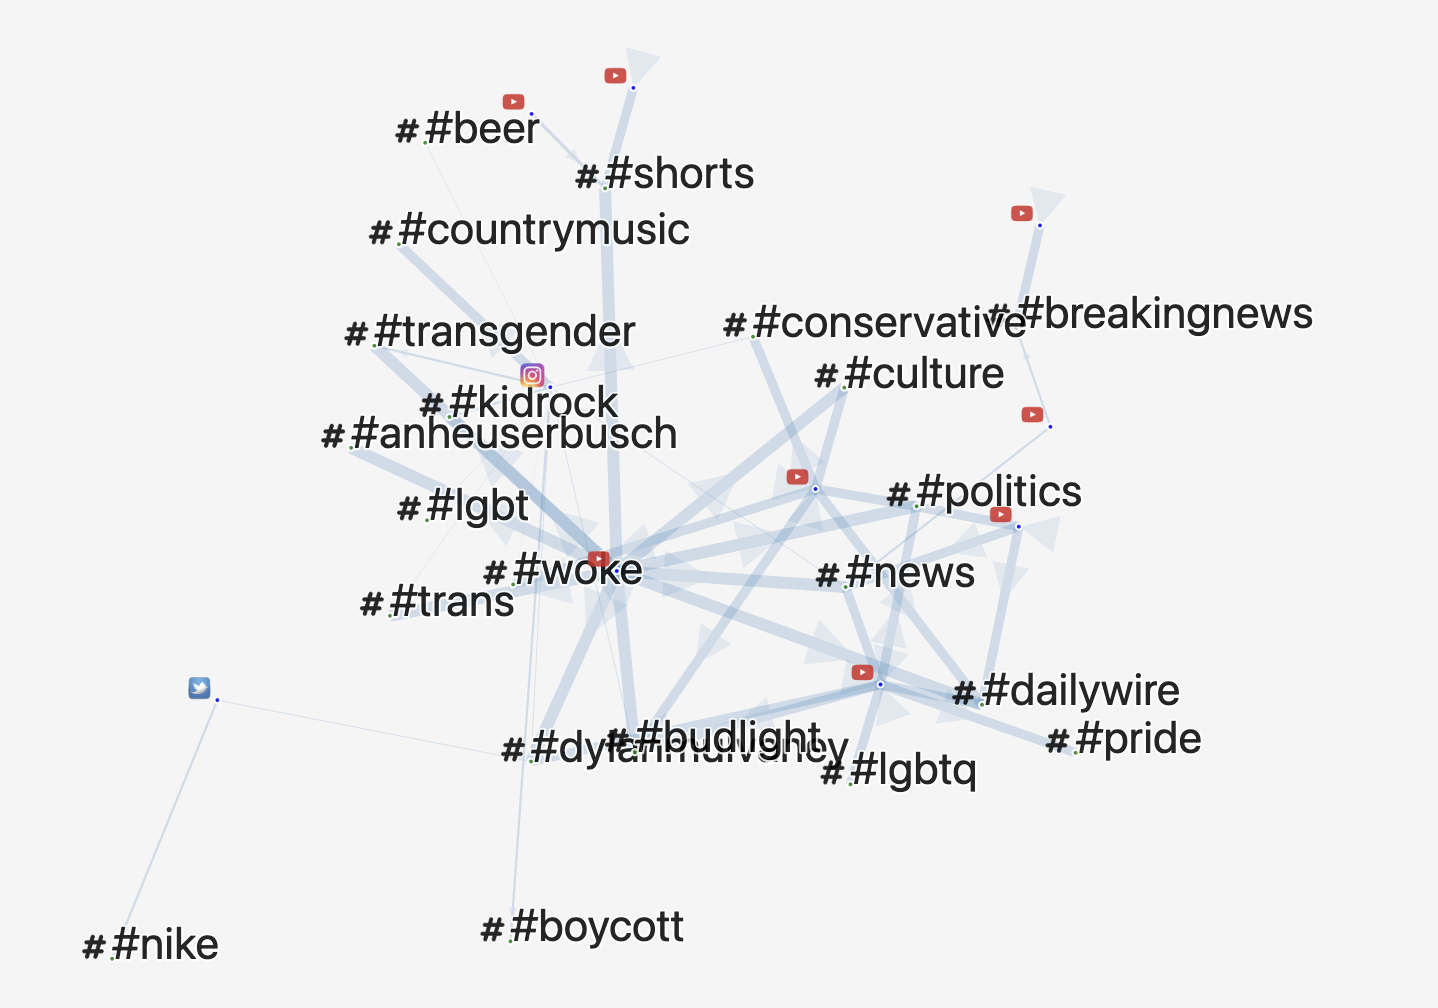 # #beer
# #shorts
# #countrymusic
# #conservative
# #breakingnews
# #transgender
# #culture
# #kidrock
# #anheuserbusch
# #politics
# #lgbt
# #woke
# #news
# #trans
# #dailywire
# #budlight
# #dylanmulvaney
# #pride
# #lgbtq
# #boycott
# #nike